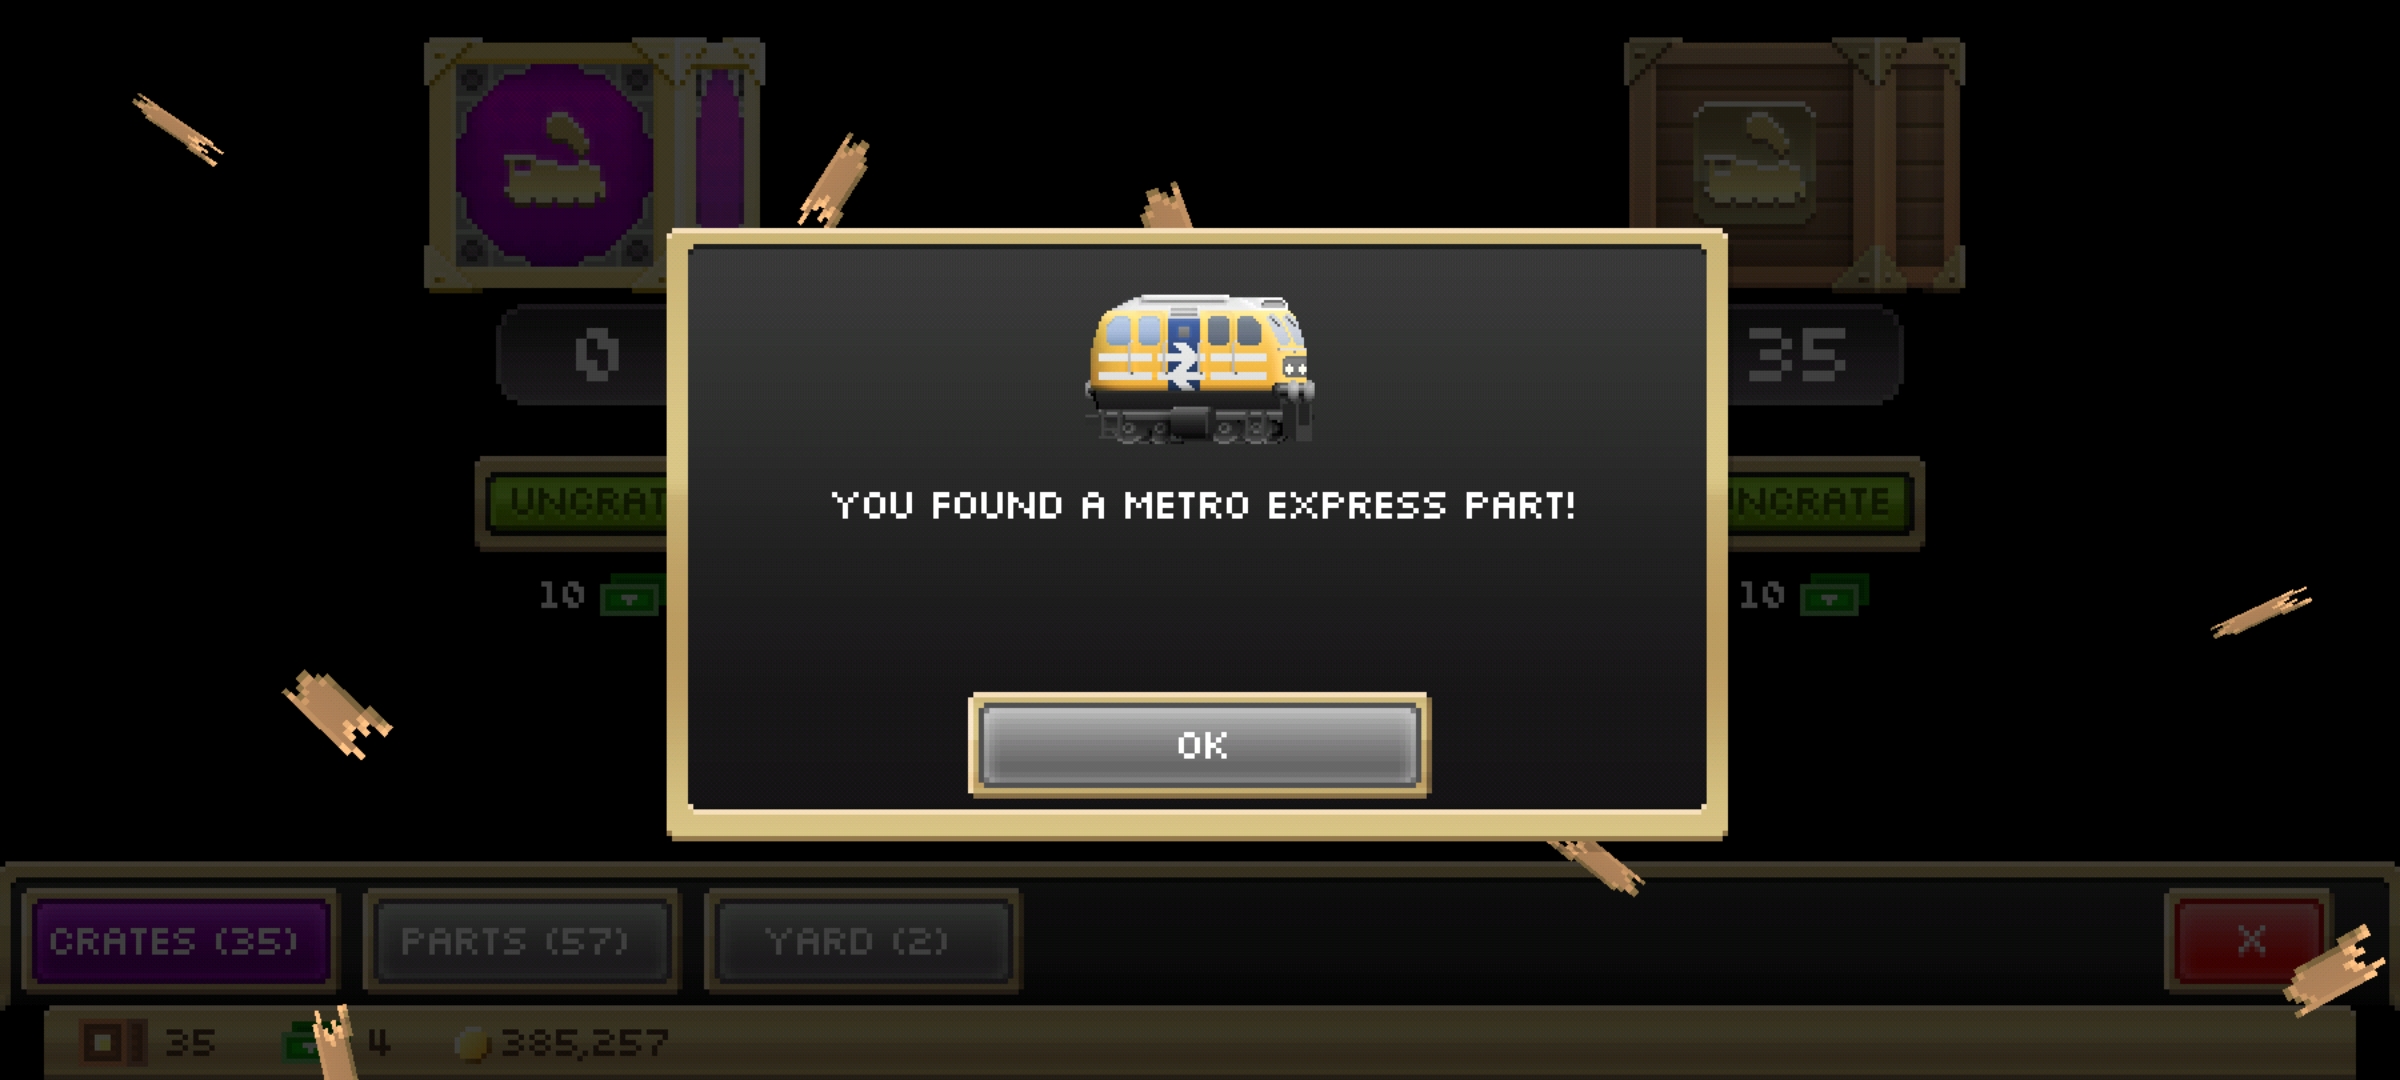 0
35
YOU FOUND A METRO EXPRESS PART!
UNCRAT
NCRATE
10
10
OK
CRATES (35)
PARTS (57)
YARD (2)
X
35
4
385,257